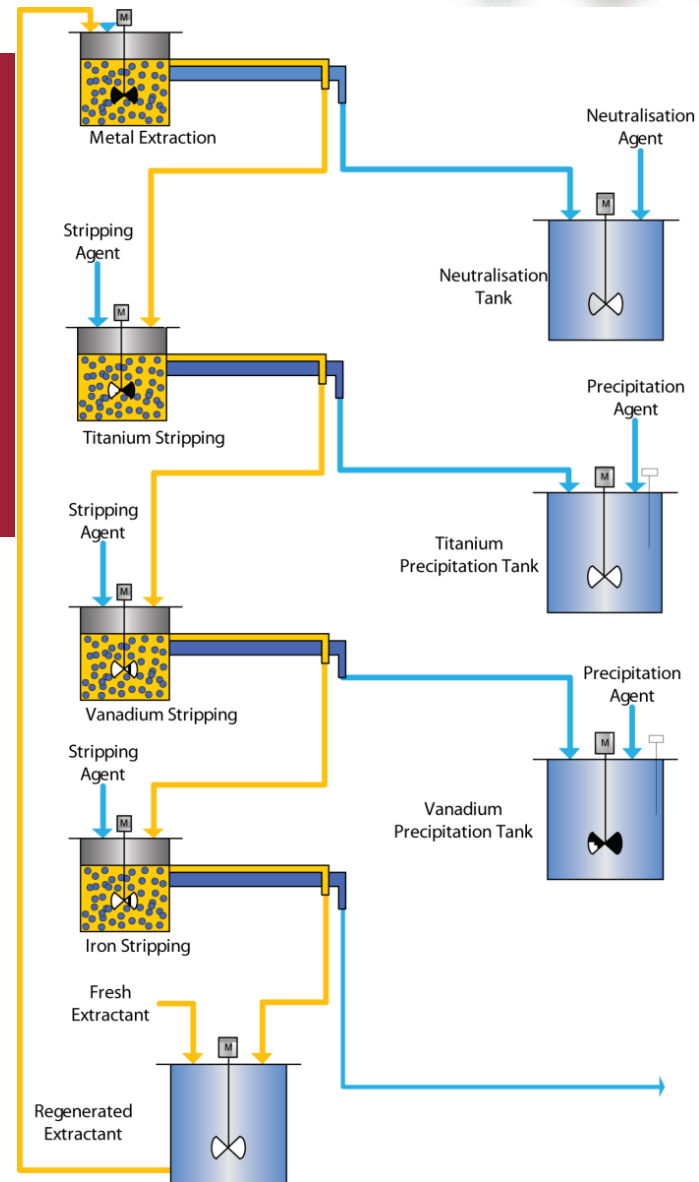 M
Metal Extraction
Neutralisation
Agent
M
Neutralisation
Tank
Stripping
Agent
M
Titanium Stripping
Precipitation
Agent
M
Titanium
Precipitation Tank
Stripping
Agent
M
Vanadium Stripping
Precipitation
Agent
M
Vanadium
Precipitation Tank
Stripping
Agent
M
Iron Stripping
Fresh
Extractant
M
Regenerated
Extractant